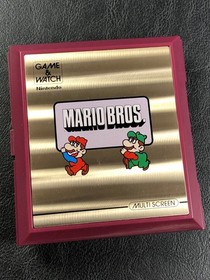 GAME
&
WATCH
Nintendo
MARIO BROS.
MULTI SCREEN